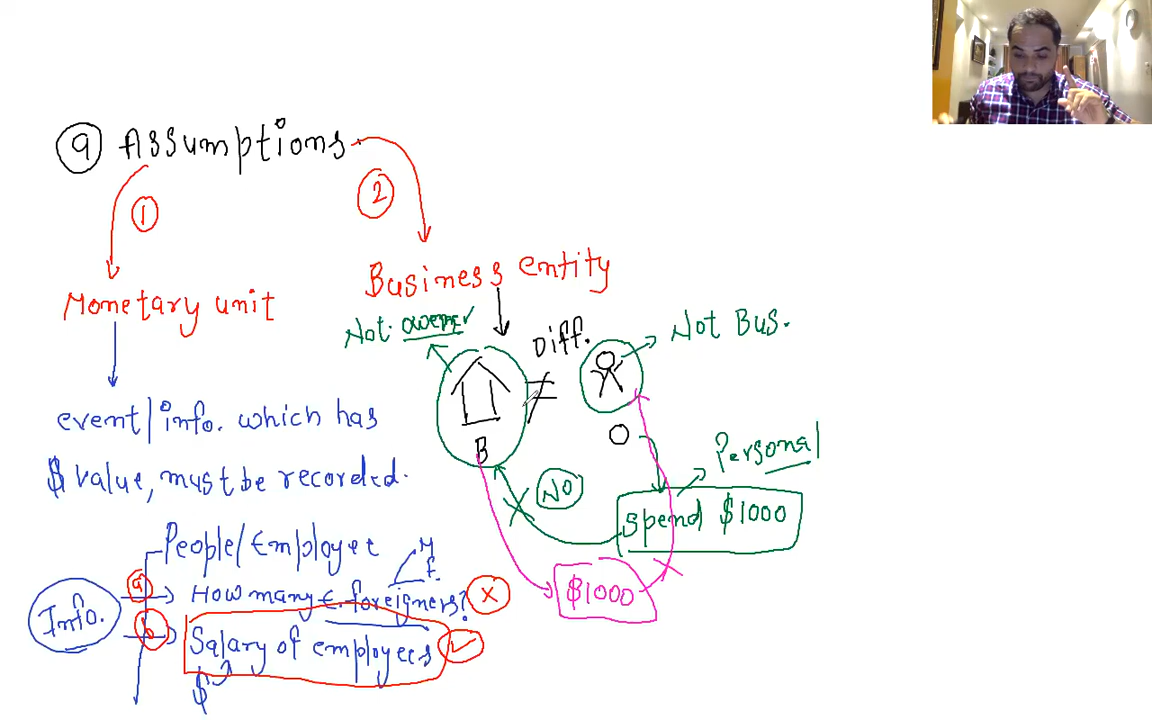 9 Assumptions
1
2
Business entity
Monetary unit
Not owner
Diff.
Not Bus.
event/info. which has
B
O
Personal
$ value, must be recorded.
NO
Spend $1000
People/Employee
M
F.
Info.
a
How many E. foreigners?
X
$1000
b
Salary of employees
$